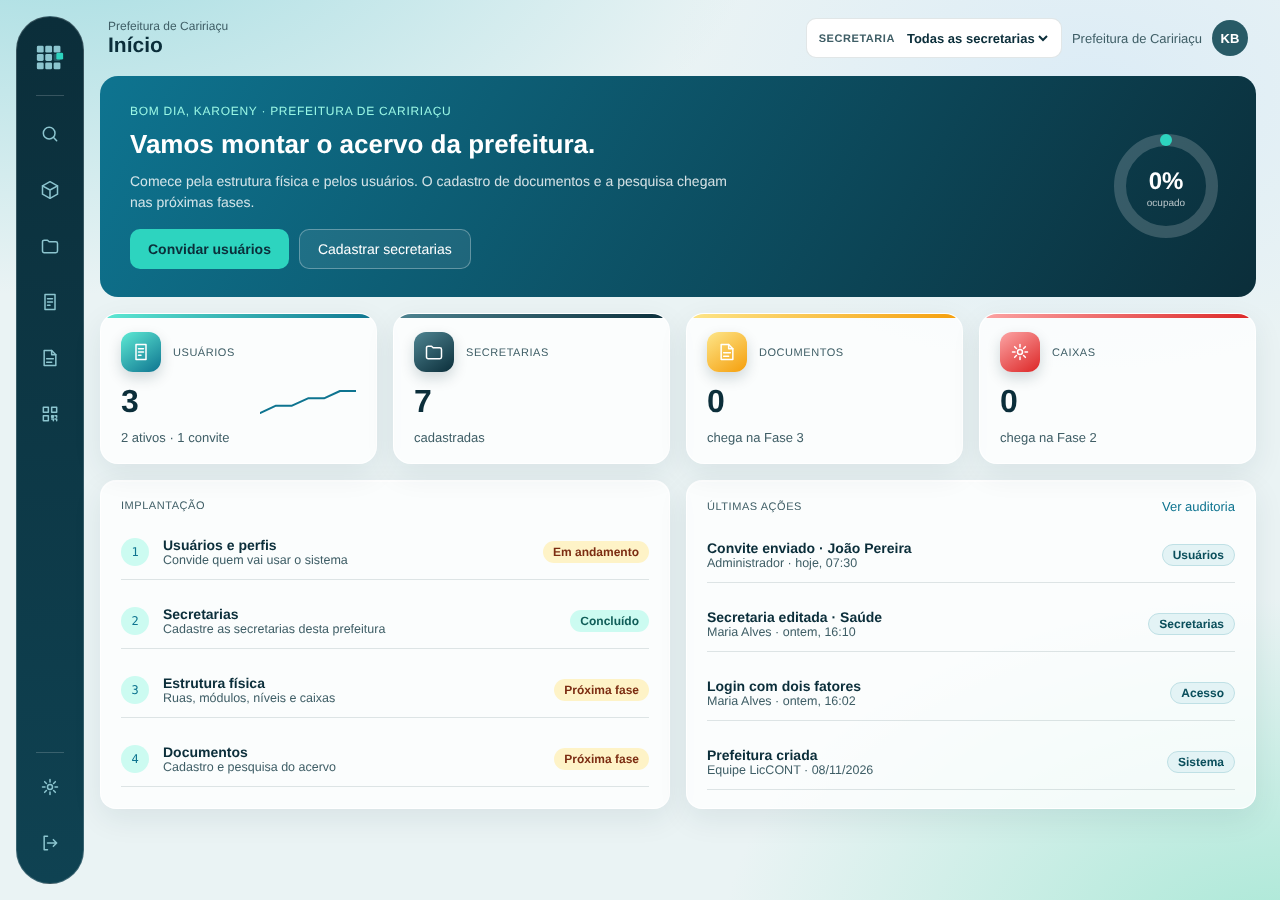 Prefeitura de Caririaçu
Início
SECRETARIA Todas as secretarias
Prefeitura de Caririaçu
KB
BOM DIA, KAROENY · PREFEITURA DE CARIRIAÇU
Vamos montar o acervo da prefeitura.
Comece pela estrutura física e pelos usuários. O cadastro de documentos e a pesquisa chegam
nas próximas fases.
Convidar usuários
Cadastrar secretarias
0%
ocupado
USUÁRIOS
3
2 ativos · 1 convite
SECRETARIAS
7
cadastradas
DOCUMENTOS
0
chega na Fase 3
CAIXAS
0
chega na Fase 2
IMPLANTAÇÃO
1
Usuários e perfis
Convide quem vai usar o sistema
Em andamento
2
Secretarias
Cadastre as secretarias desta prefeitura
Concluído
3
Estrutura física
Ruas, módulos, níveis e caixas
Próxima fase
4
Documentos
Cadastro e pesquisa do acervo
Próxima fase
ÚLTIMAS AÇÕES
Ver auditoria
Convite enviado · João Pereira
Administrador · hoje, 07:30
Usuários
Secretaria editada · Saúde
Maria Alves · ontem, 16:10
Secretarias
Login com dois fatores
Maria Alves · ontem, 16:02
Acesso
Prefeitura criada
Equipe LicCONT · 08/11/2026
Sistema